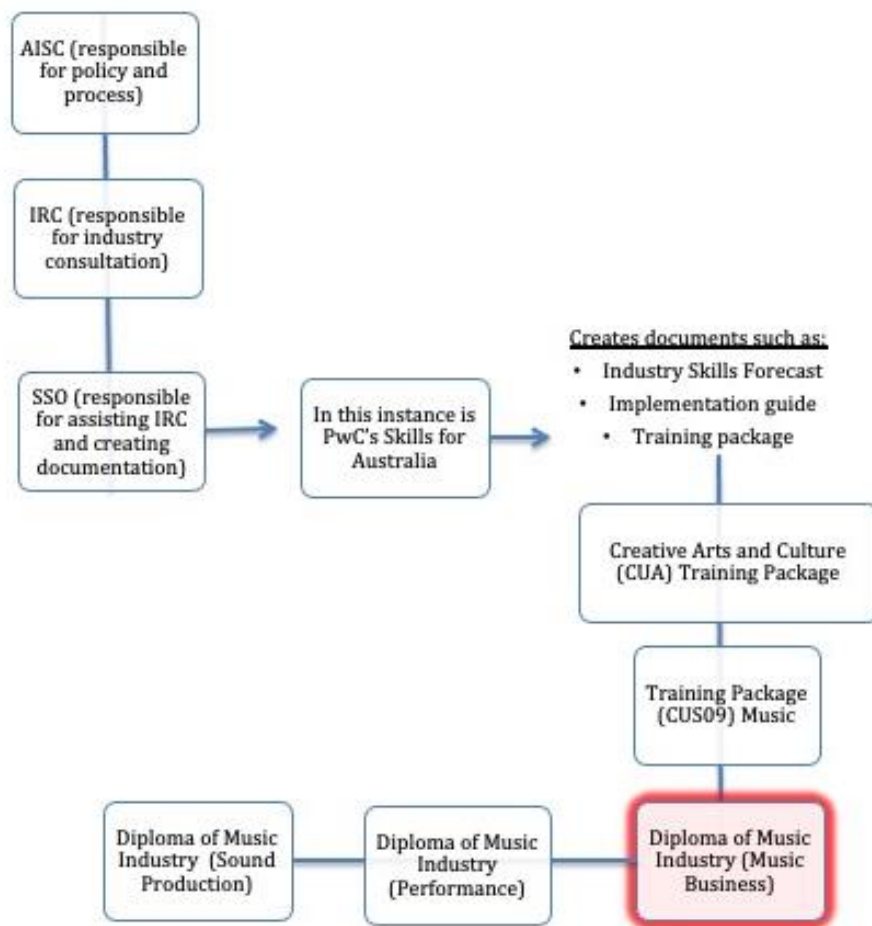 AISC (responsible
for policy and
process)
IRC (responsible
for industry
consultation)
SSO (responsible
for assisting IRC
and creating
documentation)
In this instance is
PwC's Skills for
Australia
Creates documents such as:
• Industry Skills Forecast
• Implementation guide
• Training package
Creative Arts and Culture
(CUA) Training Package
Training Package
(CUS09) Music
Diploma of Music
Industry (Sound
Production)
Diploma of Music
Industry
(Performance)
Diploma of Music
Industry (Music
Business)